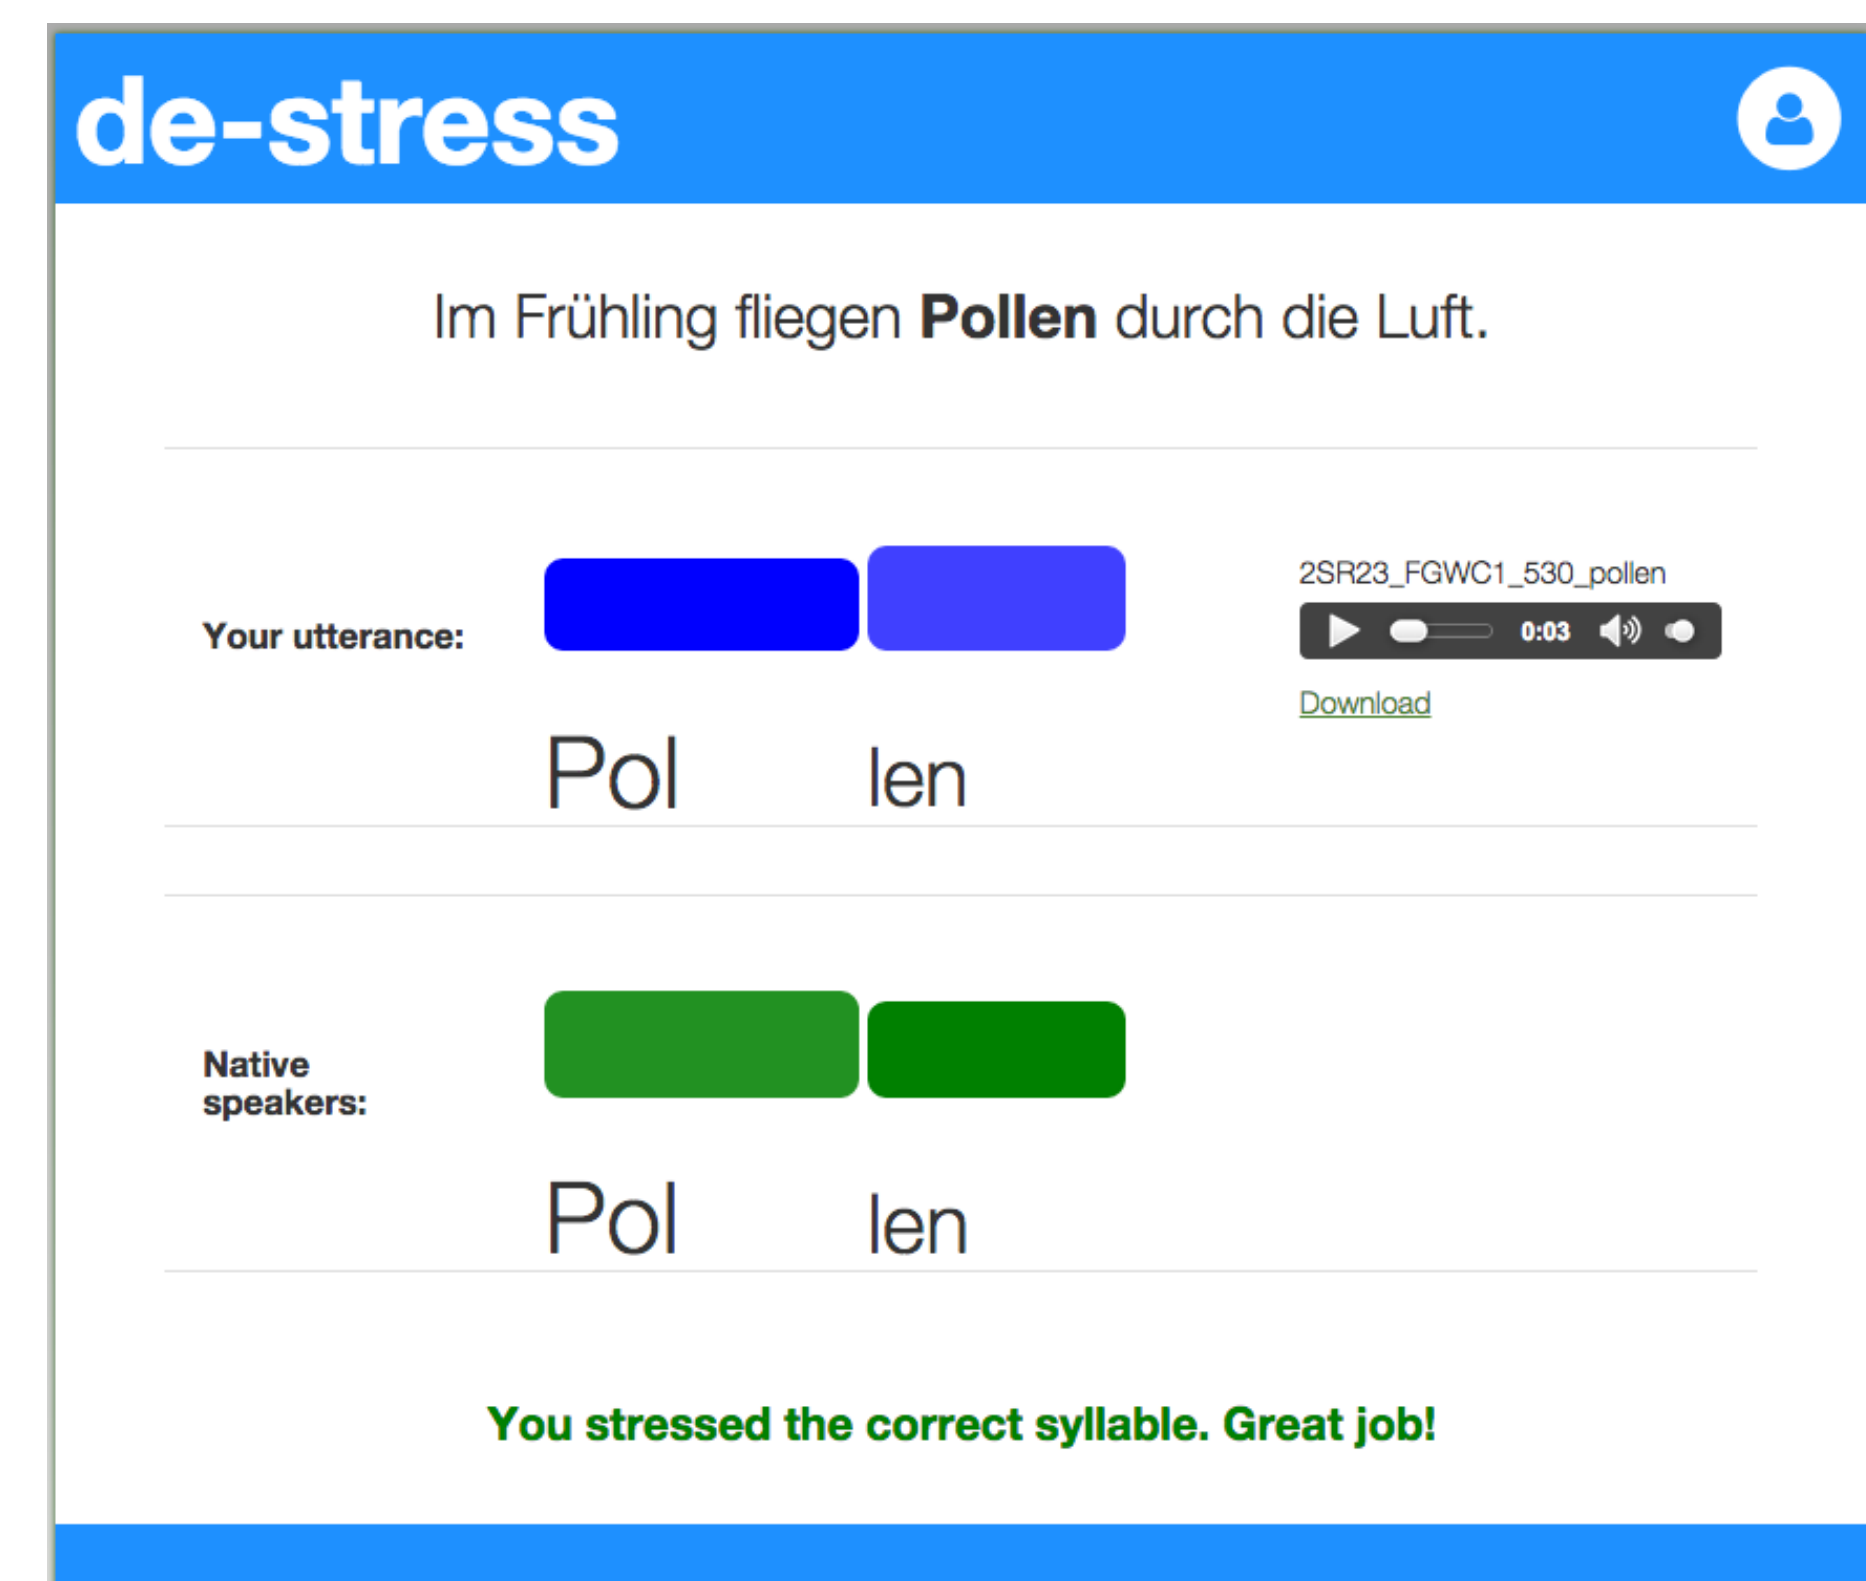 de-stress
Im Frühling fliegen Pollen durch die Luft.
2SR23_FGWC1_530_pollen
Your utterance:
0:03
Download
Pol len
Native
speakers:
Pol len
You stressed the correct syllable. Great job!